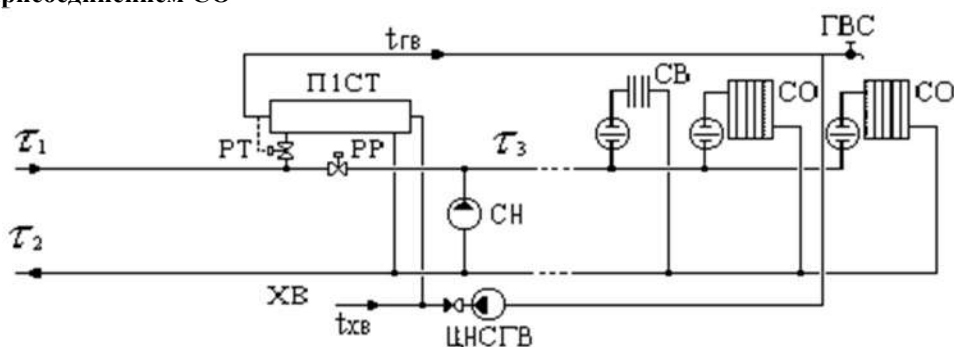 рисоединением СО
tГВ
ГВС
П1СТ
СВ
СО
СО
τ1
РТ
РР
τ3
СН
τ2
ХВ
tХВ
ЦНСГВ